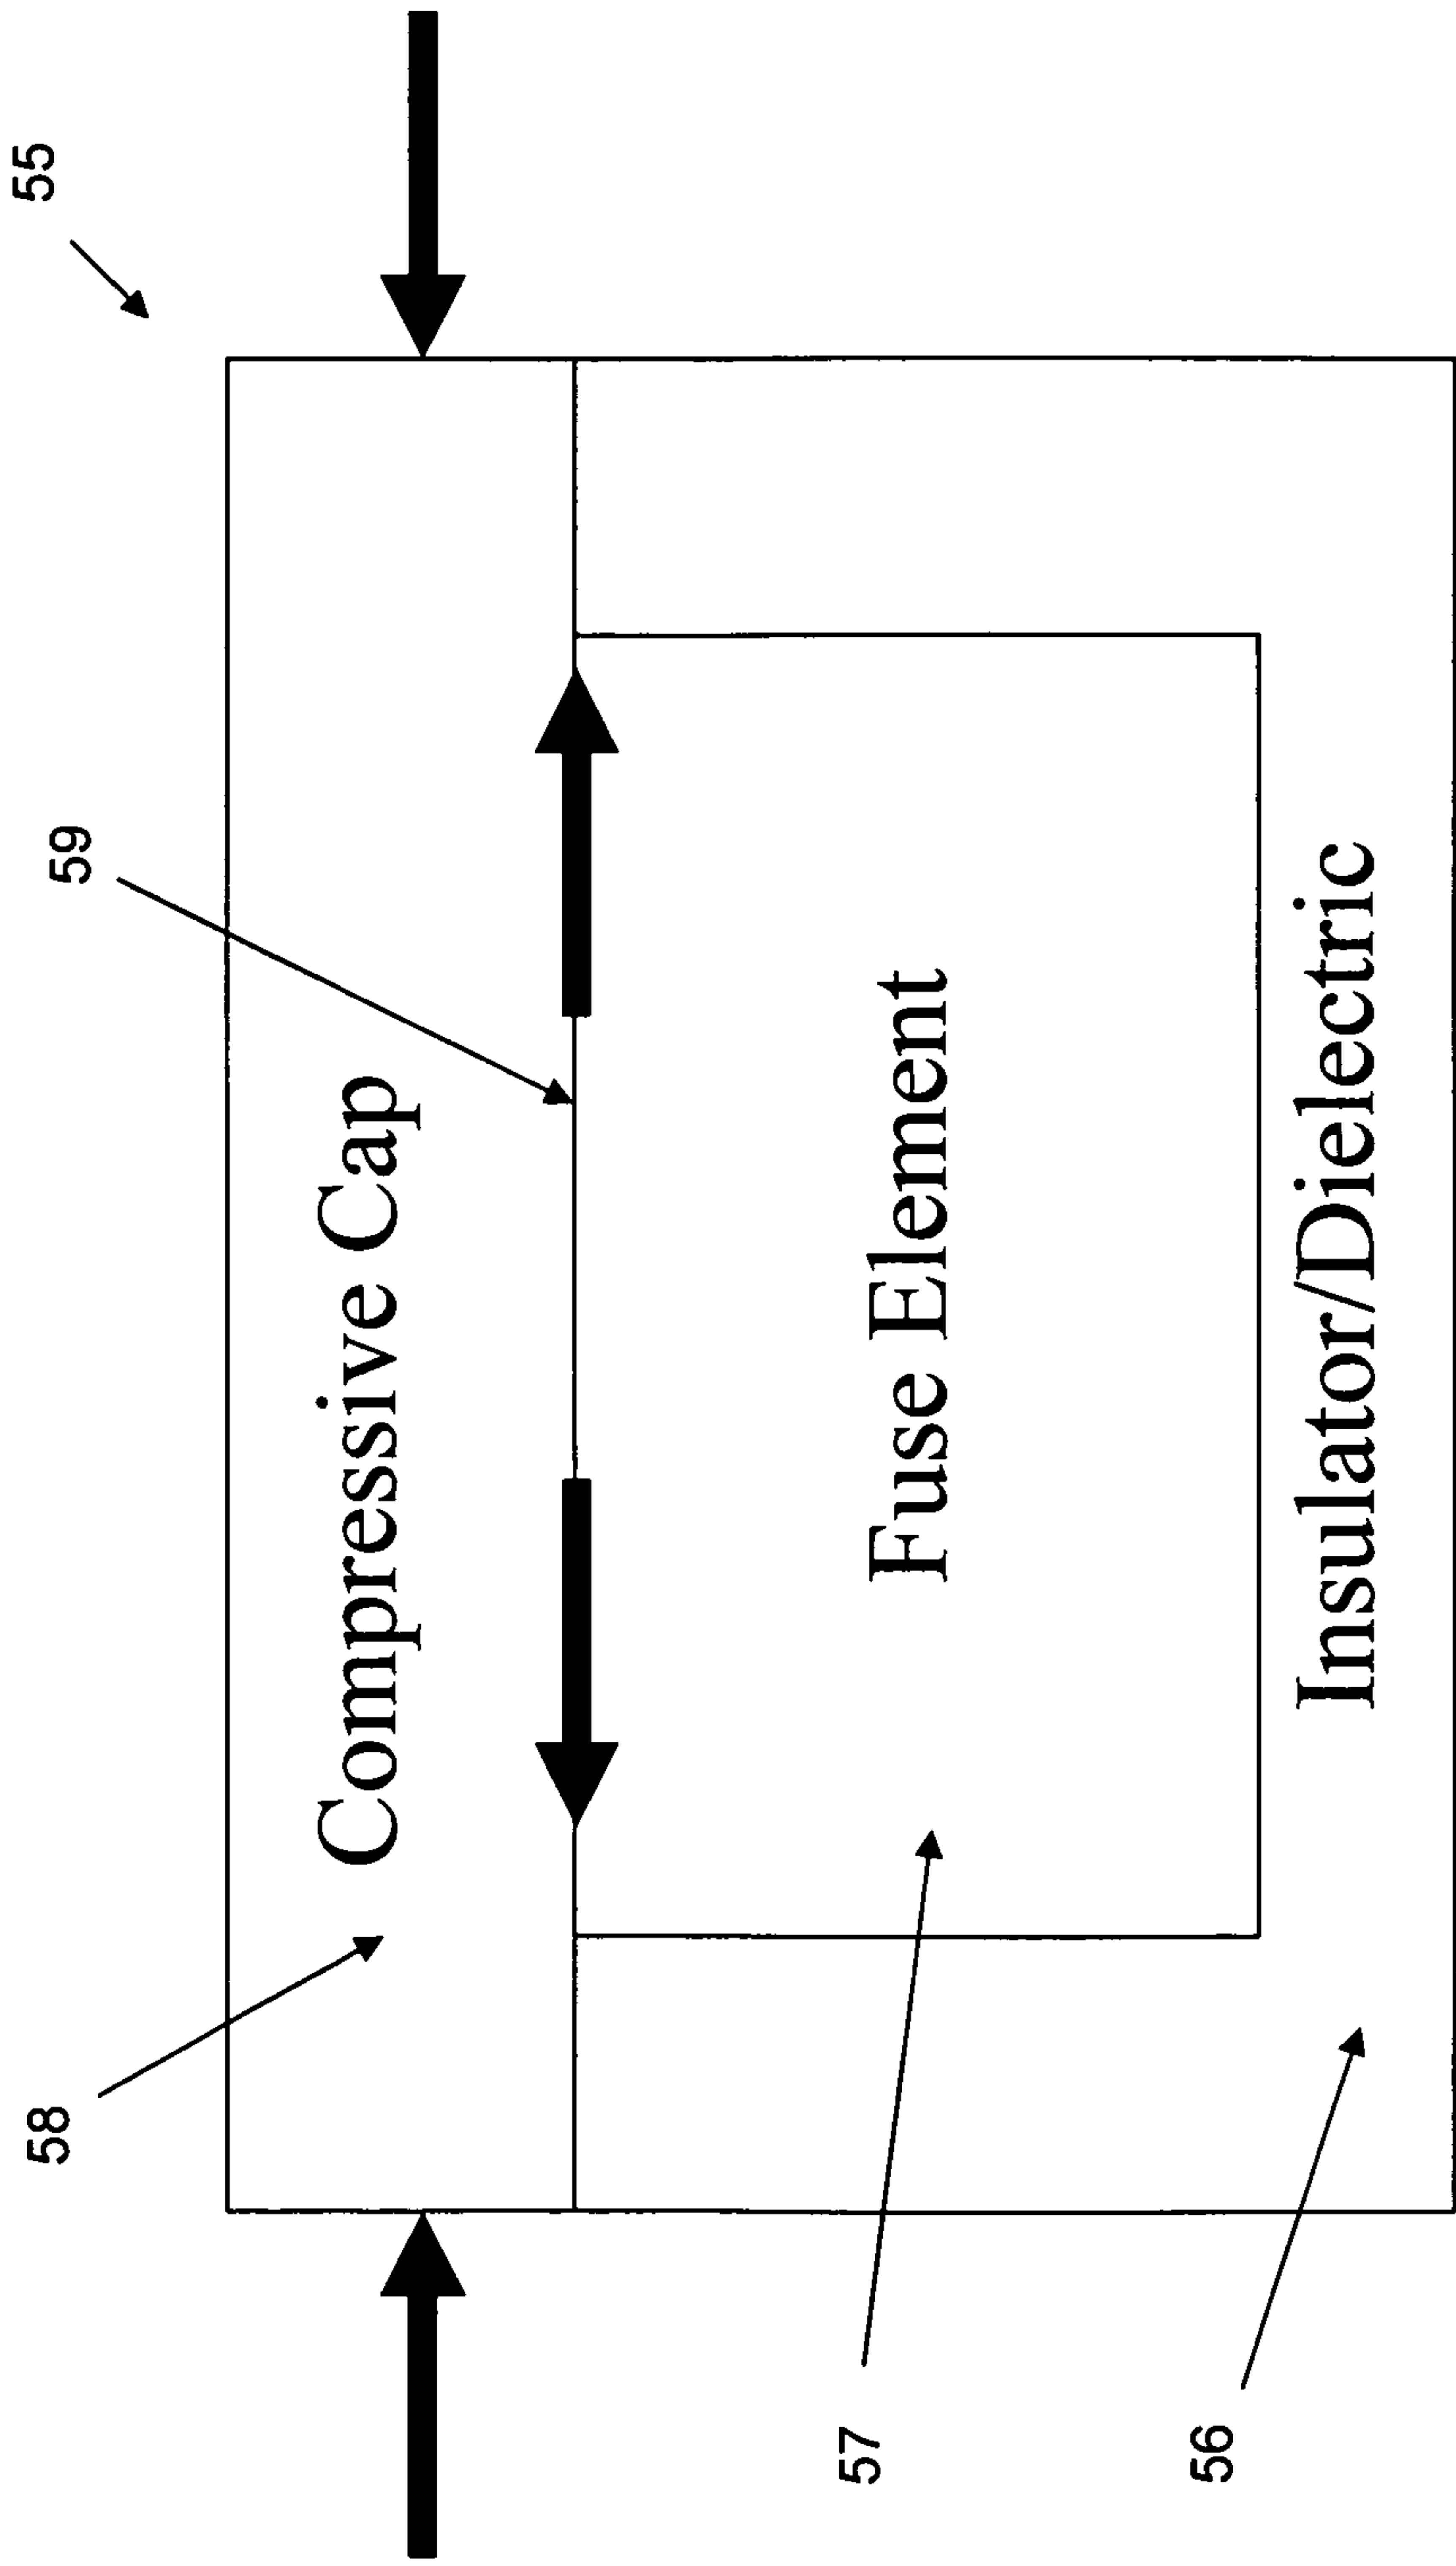 55
59
58
Compressive Cap
Fuse Element
57
Insulator/Dielectric
56